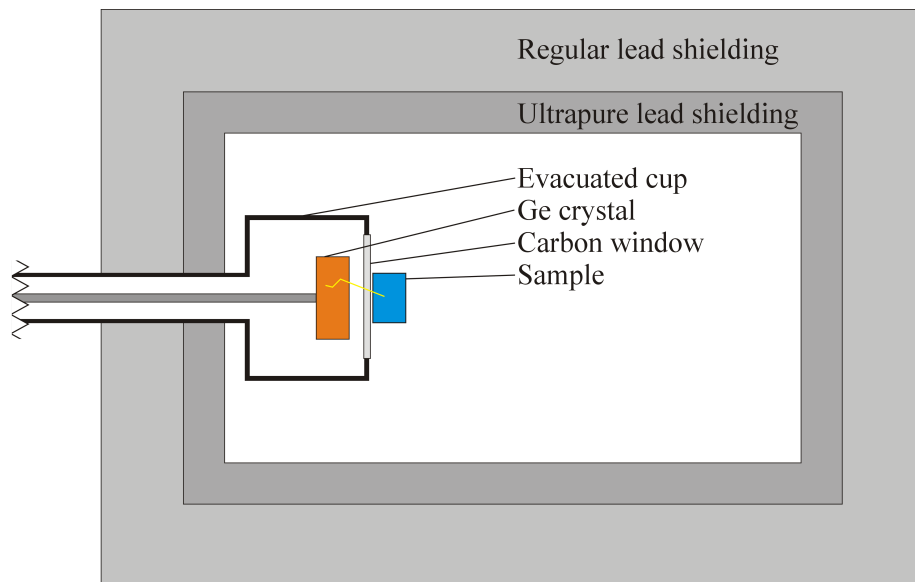 Regular lead shielding
Ultrapure lead shielding
Evacuated cup
Ge crystal
Carbon window
Sample